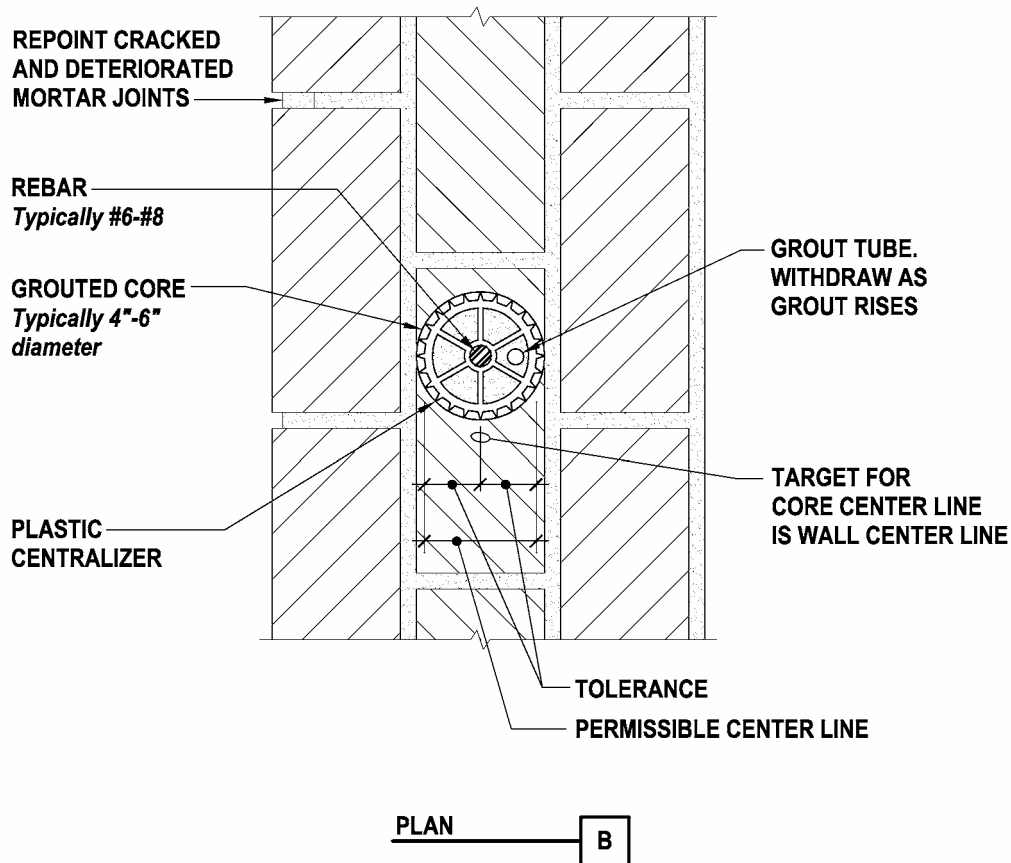 REPOINT CRACKED
AND DETERIORATED
MORTAR JOINTS
REBAR
Typically #6-#8
GROUTED CORE
Typically 4"-6"
diameter
PLASTIC
CENTRALIZER
GROUT TUBE.
WITHDRAW AS
GROUT RISES
TARGET FOR
CORE CENTER LINE
IS WALL CENTER LINE
TOLERANCE
PERMISSIBLE CENTER LINE
PLAN
B